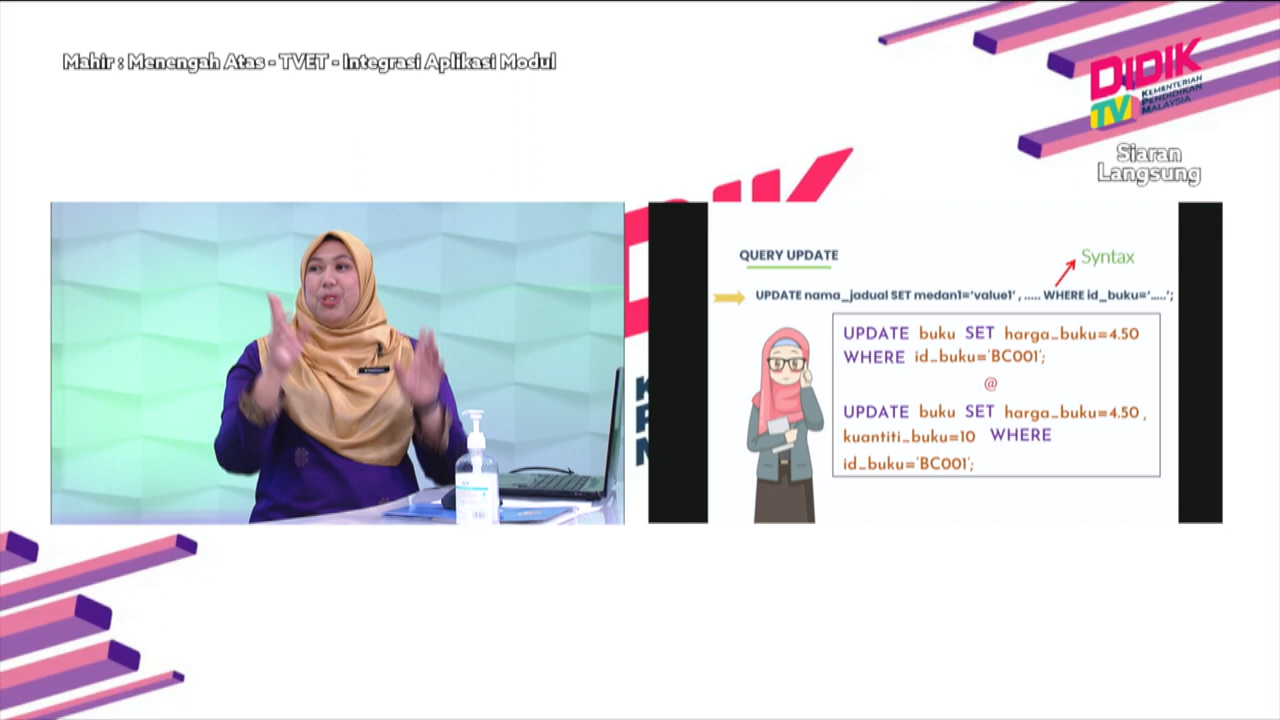 Mahir : Menengah Atas - TVET - Integrasi Aplikasi Modul
DIDIK
TV
KEMENTERIAN
PENDIDIKAN
MALAYSIA
Siaran
Langsung
QUERY UPDATE
Syntax
UPDATE nama_jadual SET medan1='value1' , ..... WHERE id_buku='.....';
UPDATE buku SET harga_buku=4.50
WHERE id_buku='BC001';
@
UPDATE buku SET harga_buku=4.50 ,
kuantiti_buku=10 WHERE
id_buku='BC001';